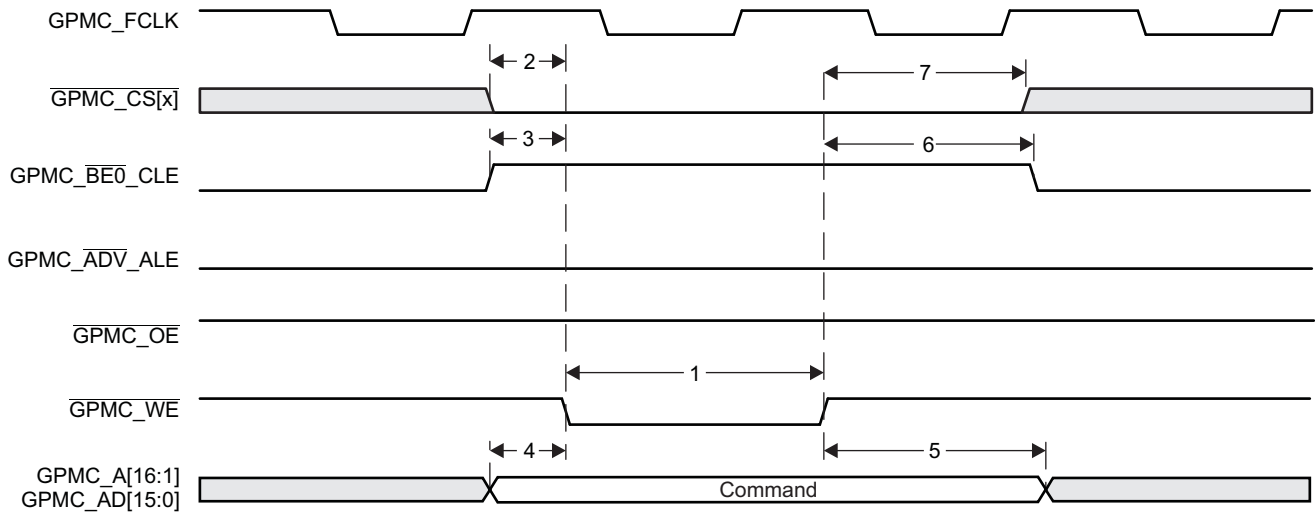 GPMC_FCLK
2
7
GPMC_CS[x]
3
6
GPMC_BE0_CLE
GPMC_ADV_ALE
GPMC_OE
1
GPMC_WE
4
5
GPMC_A[16:1]
GPMC_AD[15:0]
Command